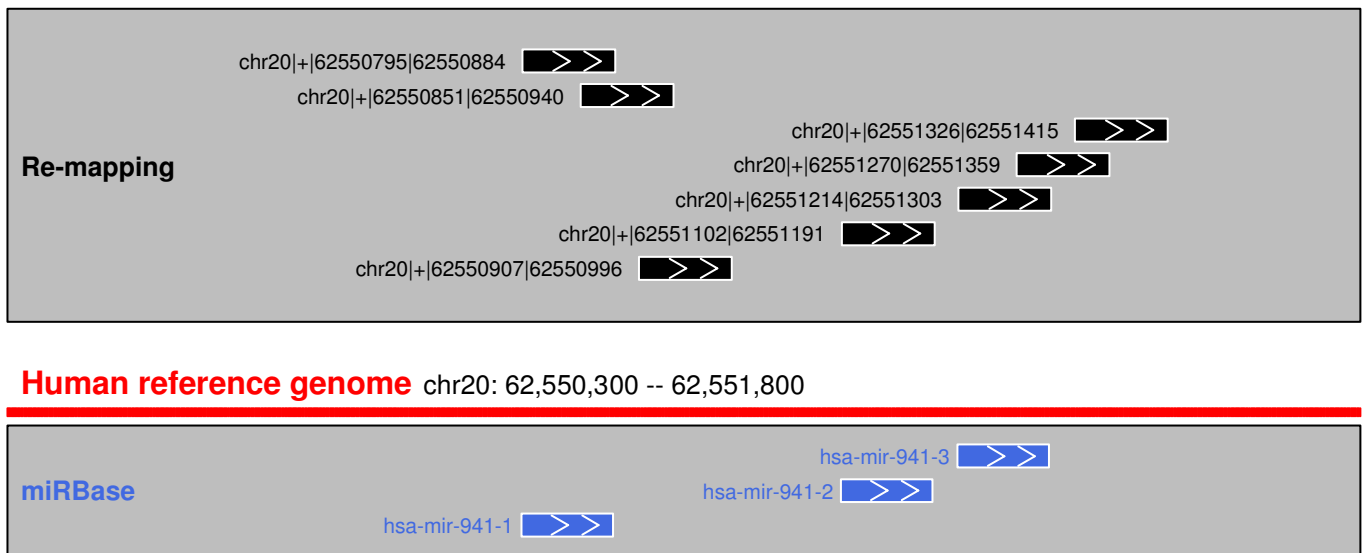 chr20|+|62550795|62550884
chr20|+|62550851|62550940
chr20|+|62551326|62551415
Re-mapping
chr20|+|62551270|62551359
chr20|+|62551214|62551303
chr20|+|62551102|62551191
chr20|+|62550907|62550996
Human reference genome chr20: 62,550,300 -- 62,551,800
hsa-mir-941-3
miRBase
hsa-mir-941-2
hsa-mir-941-1